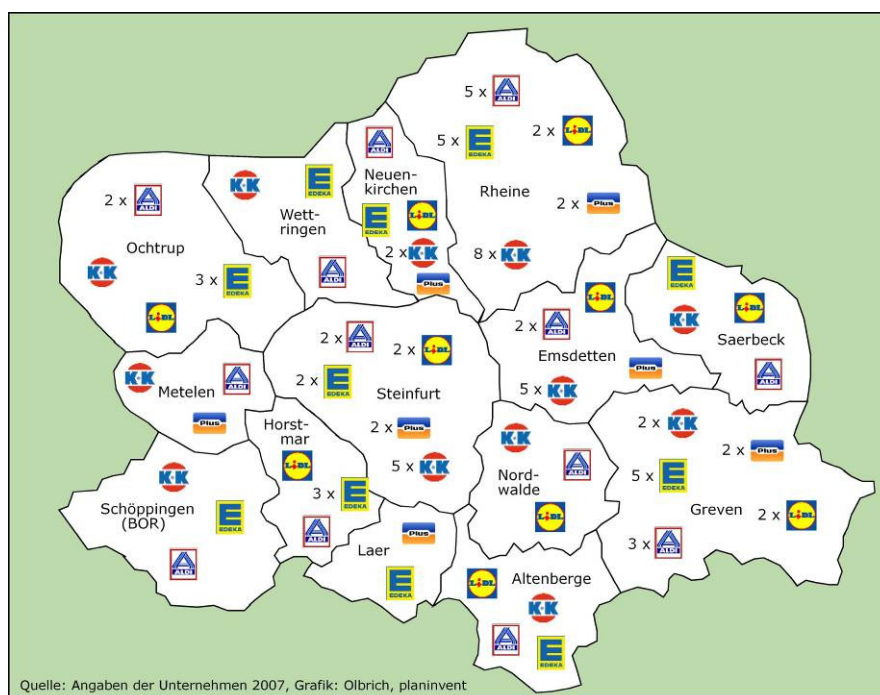 5 x ALDI
5 x E EDEKA
2 x LiDL
Rheine
2 x Plus
8 x K+K
ALDI
Neuen-
kirchen
E EDEKA
LiDL
2 x K+K
Plus
K+K
E EDEKA
Wett-
ringen
ALDI
2 x ALDI
Ochtrup
K+K
3 x E EDEKA
LiDL
E EDEKA
K+K
LiDL
Saerbeck
ALDI
2 x ALDI
LiDL
Emsdetten
Plus
5 x K+K
2 x ALDI
2 x LiDL
2 x E EDEKA
Steinfurt
2 x Plus
5 x K+K
K+K
ALDI
Metelen
Plus
Horst-
mar
LiDL
3 x E EDEKA
ALDI
K+K
Nord-
walde
ALDI
LiDL
2 x K+K
2 x Plus
5 x E EDEKA
Greven
2 x LiDL
3 x ALDI
K+K
Schöppingen
(BOR)
E EDEKA
ALDI
Plus
Laer
E EDEKA
LiDL
Altenberge
K+K
ALDI
E EDEKA
Quelle: Angaben der Unternehmen 2007, Grafik: Olbrich, planinvent